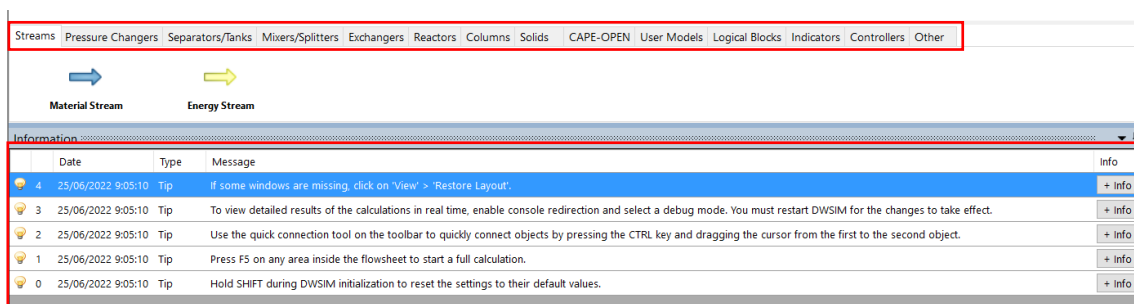 Streams Pressure Changers Separators/Tanks Mixers/Splitters Exchangers Reactors Columns Solids CAPE-OPEN User Models Logical Blocks Indicators Controllers Other
Material Stream Energy Stream
Information
Date Type Message Info
4 25/06/2022 9:05:10 Tip If some windows are missing, click on 'View' > 'Restore Layout'. + Info
3 25/06/2022 9:05:10 Tip To view detailed results of the calculations in real time, enable console redirection and select a debug mode. You must restart DWSIM for the changes to take effect. + Info
2 25/06/2022 9:05:10 Tip Use the quick connection tool on the toolbar to quickly connect objects by pressing the CTRL key and dragging the cursor from the first to the second object. + Info
1 25/06/2022 9:05:10 Tip Press F5 on any area inside the flowsheet to start a full calculation. + Info
0 25/06/2022 9:05:10 Tip Hold SHIFT during DWSIM initialization to reset the settings to their default values. + Info